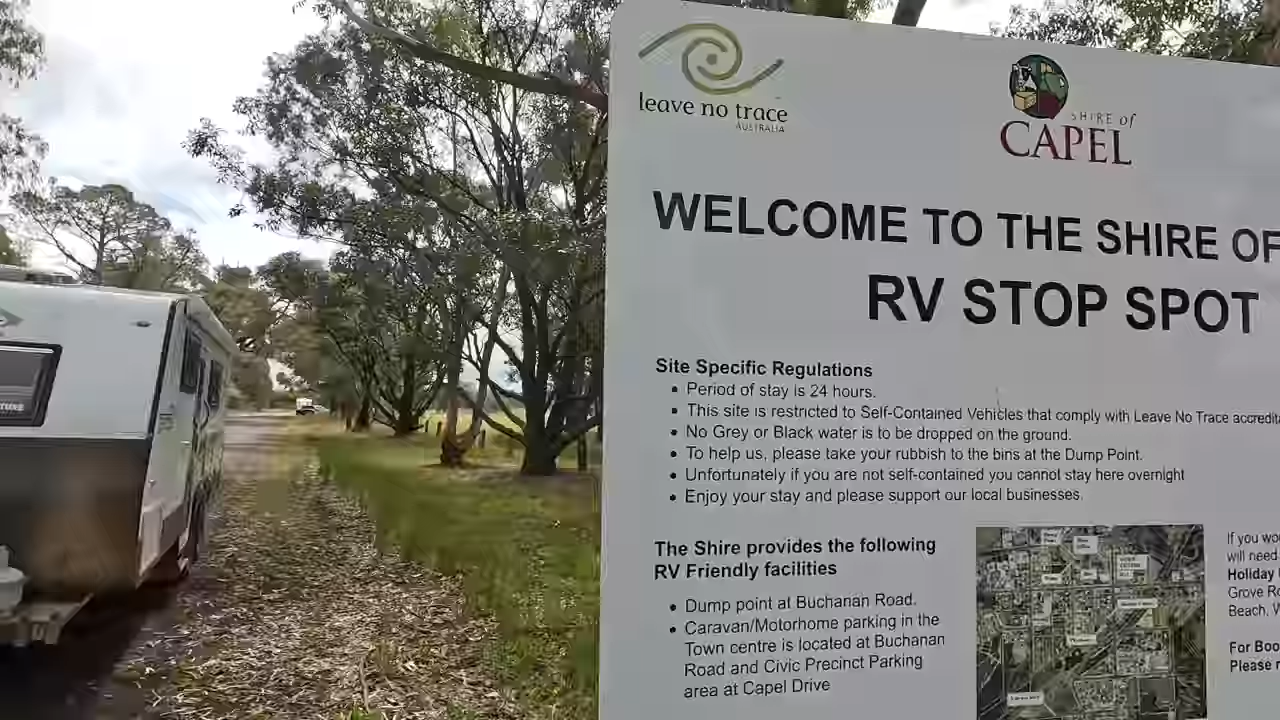 leave no trace
AUSTRALIA
SHIRE of
CAPEL
WELCOME TO THE SHIRE OF
RV STOP SPOT
Site Specific Regulations
• Period of stay is 24 hours.
• This site is restricted to Self-Contained Vehicles that comply with Leave No Trace accredit
• No Grey or Black water is to be dropped on the ground.
• To help us, please take your rubbish to the bins at the Dump Point.
• Unfortunately if you are not self-contained you cannot stay here overnight
• Enjoy your stay and please support our local businesses.
The Shire provides the following
RV Friendly facilities
• Dump point at Buchanan Road.
• Caravan/Motorhome parking in the
Town centre is located at Buchanan
Road and Civic Precinct Parking
area at Capel Drive
If you wo
will need
Holiday
Grove Ro
Beach, W
For Boo
Please